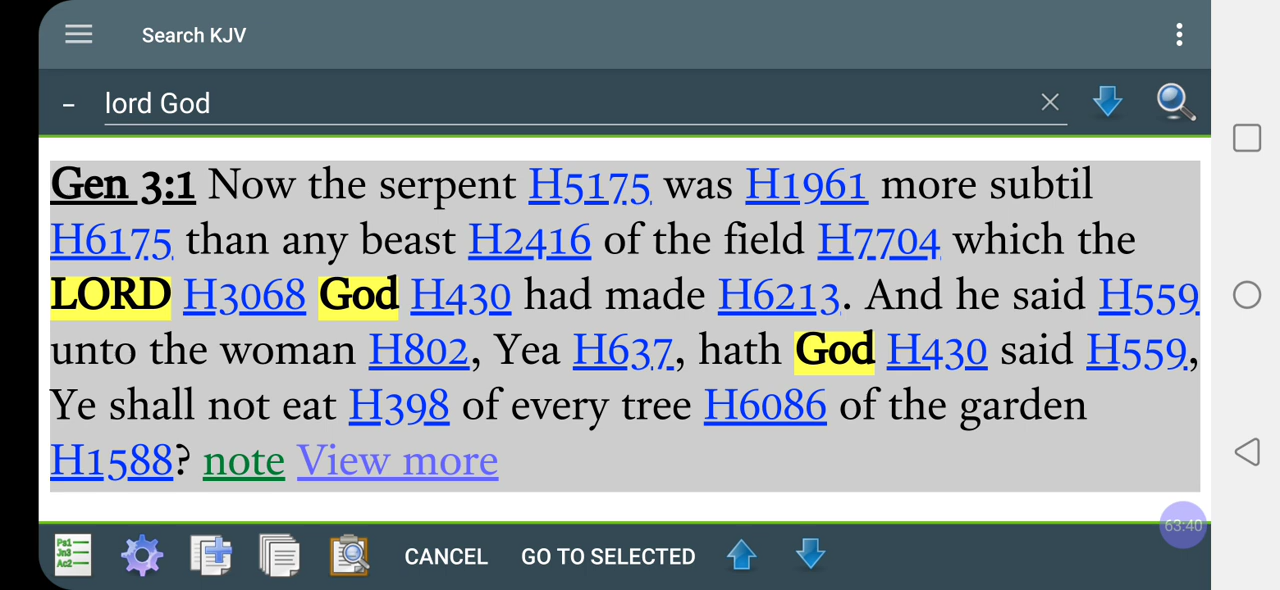 Search KJV
lord God
Gen 3:1 Now the serpent H5175 was H1961 more subtil
H6175 than any beast H2416 of the field H7704 which the
LORD H3068 God H430 had made H6213. And he said H559
unto the woman H802, Yea H637, hath God H430 said H559,
Ye shall not eat H398 of every tree H6086 of the garden
H1588? note View more
63:40
Ps1
Jn3
Ac2
CANCEL GO TO SELECTED